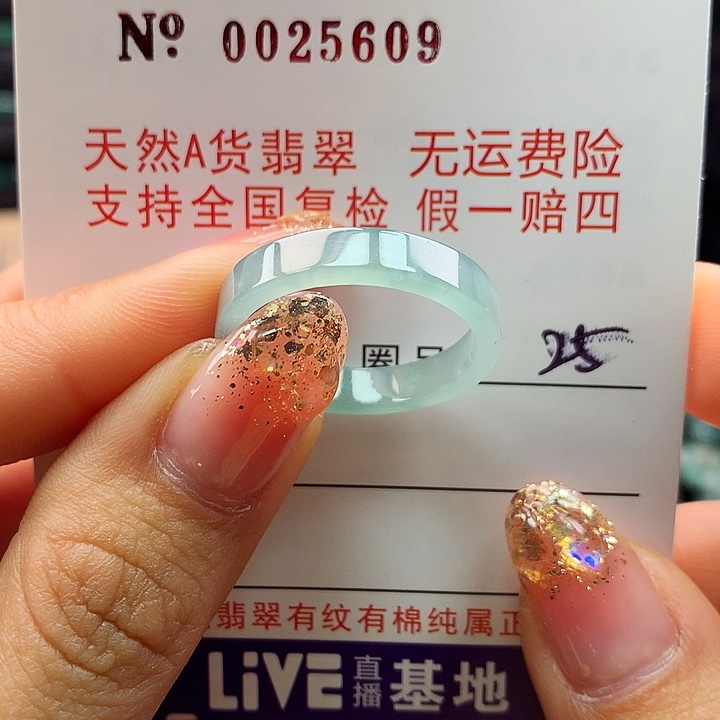 Nº 0025609
天然A货翡翠 无运费险
支持全国复检 假一赔四
圈号 25
翡翠有纹有棉纯属正
LiVE 直播 基地